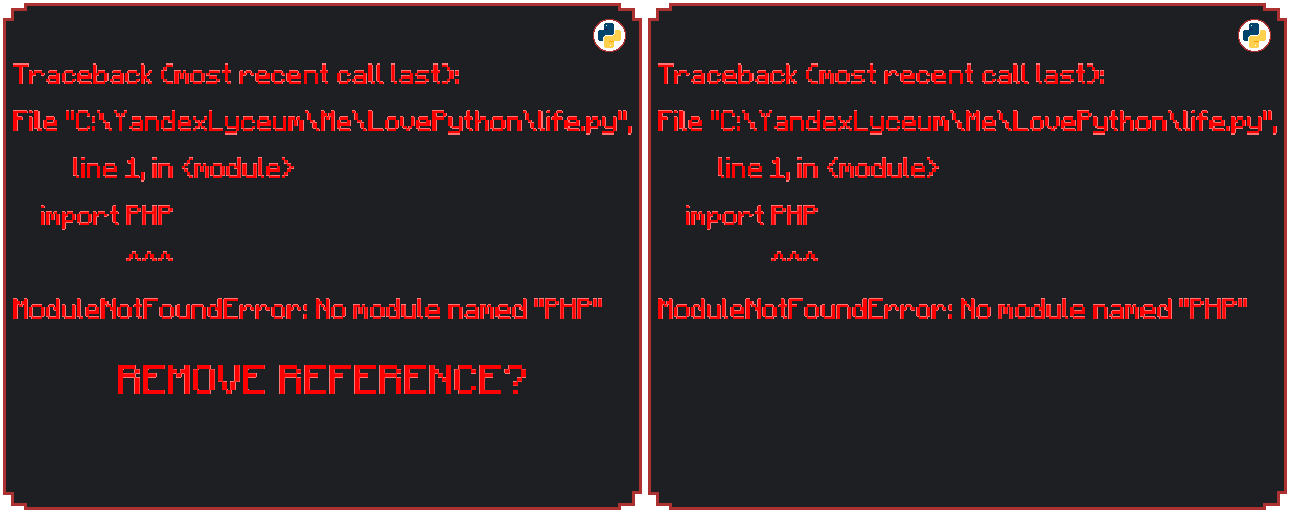 Traceback (most recent call last):
File "C:\YandexLyceum\Me\LovePython\life.py",
line 1, in <module>
import PHP
^^^
ModuleNotFoundError: No module named "PHP"
REMOVE REFERENCE?
Traceback (most recent call last):
File "C:\YandexLyceum\Me\LovePython\life.py",
line 1, in <module>
import PHP
^^^
ModuleNotFoundError: No module named "PHP"